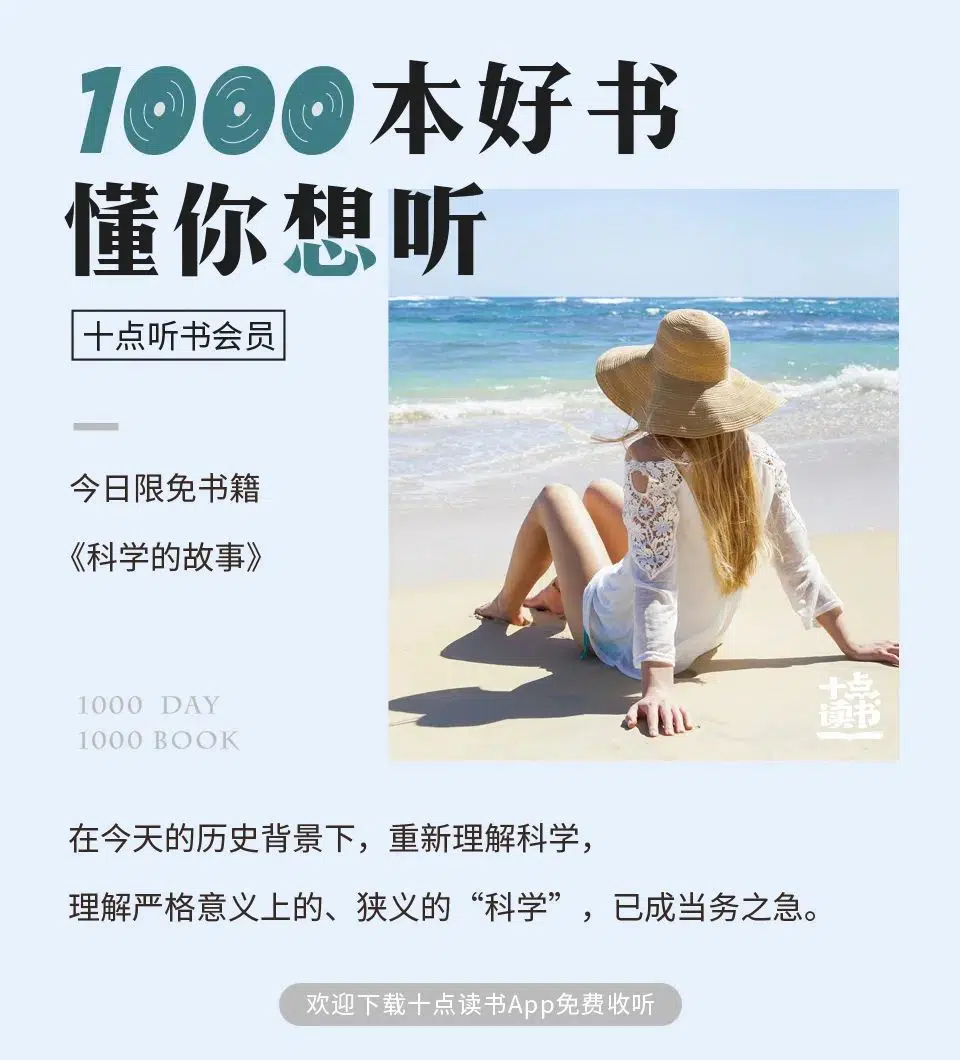 1000本好书
懂你想听
十点听书会员
今日限免书籍
《科学的故事》
1000 DAY
1000 BOOK
十点
读书
在今天的历史背景下，重新理解科学，
理解严格意义上的、狭义的“科学”，已成当务之急。
欢迎下载十点读书App免费收听